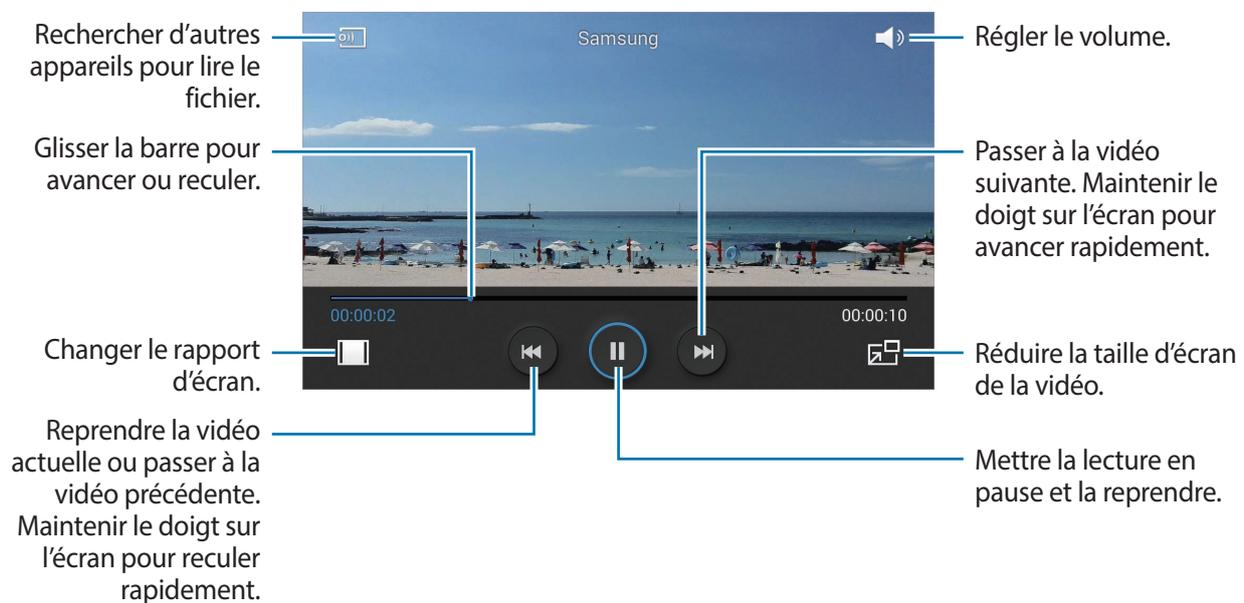 Rechercher d'autres
appareils pour lire le
fichier.
Glisser la barre pour
avancer ou reculer.
Changer le rapport
d'écran.
Reprendre la vidéo
actuelle ou passer à la
vidéo précédente.
Maintenir le doigt sur
l'écran pour reculer
rapidement.
Samsung
00:00:02
00:00:10
Régler le volume.
Passer à la vidéo
suivante. Maintenir le
doigt sur l'écran pour
avancer rapidement.
Réduire la taille d'écran
de la vidéo.
Mettre la lecture en
pause et la reprendre.